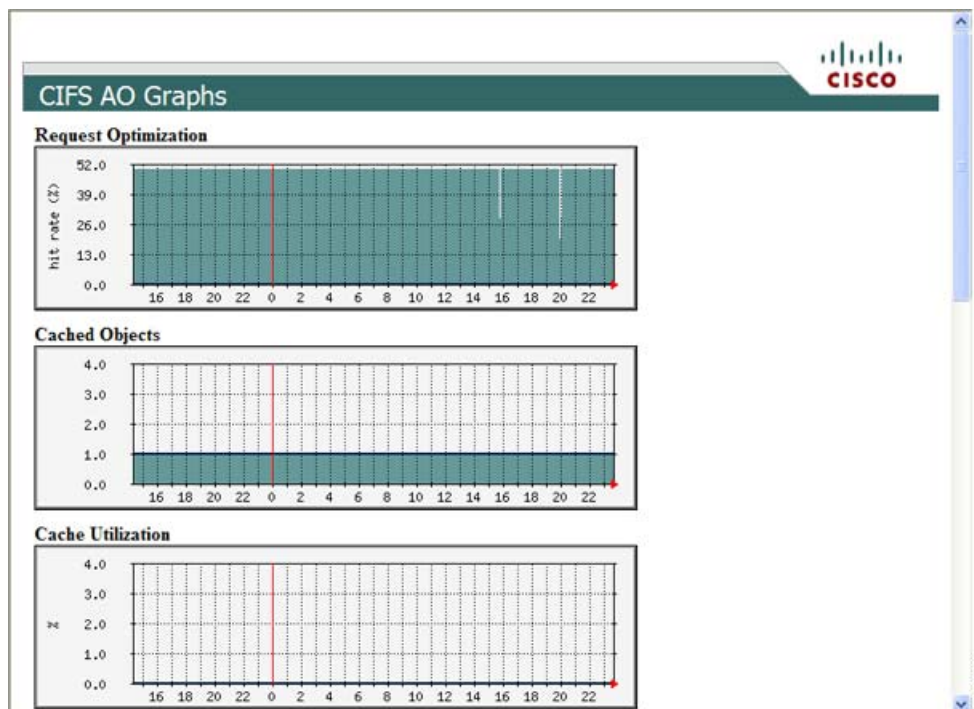 CISCO
CIFS AO Graphs
Request Optimization
52.0
39.0
26.0
13.0
0.0
hit rate (%)
16 18 20 22 0 2 4 6 8 10 12 14 16 18 20 22
Cached Objects
4.0
3.0
2.0
1.0
0.0
16 18 20 22 0 2 4 6 8 10 12 14 16 18 20 22
Cache Utilization
4.0
3.0
2.0
1.0
0.0
%
16 18 20 22 0 2 4 6 8 10 12 14 16 18 20 22